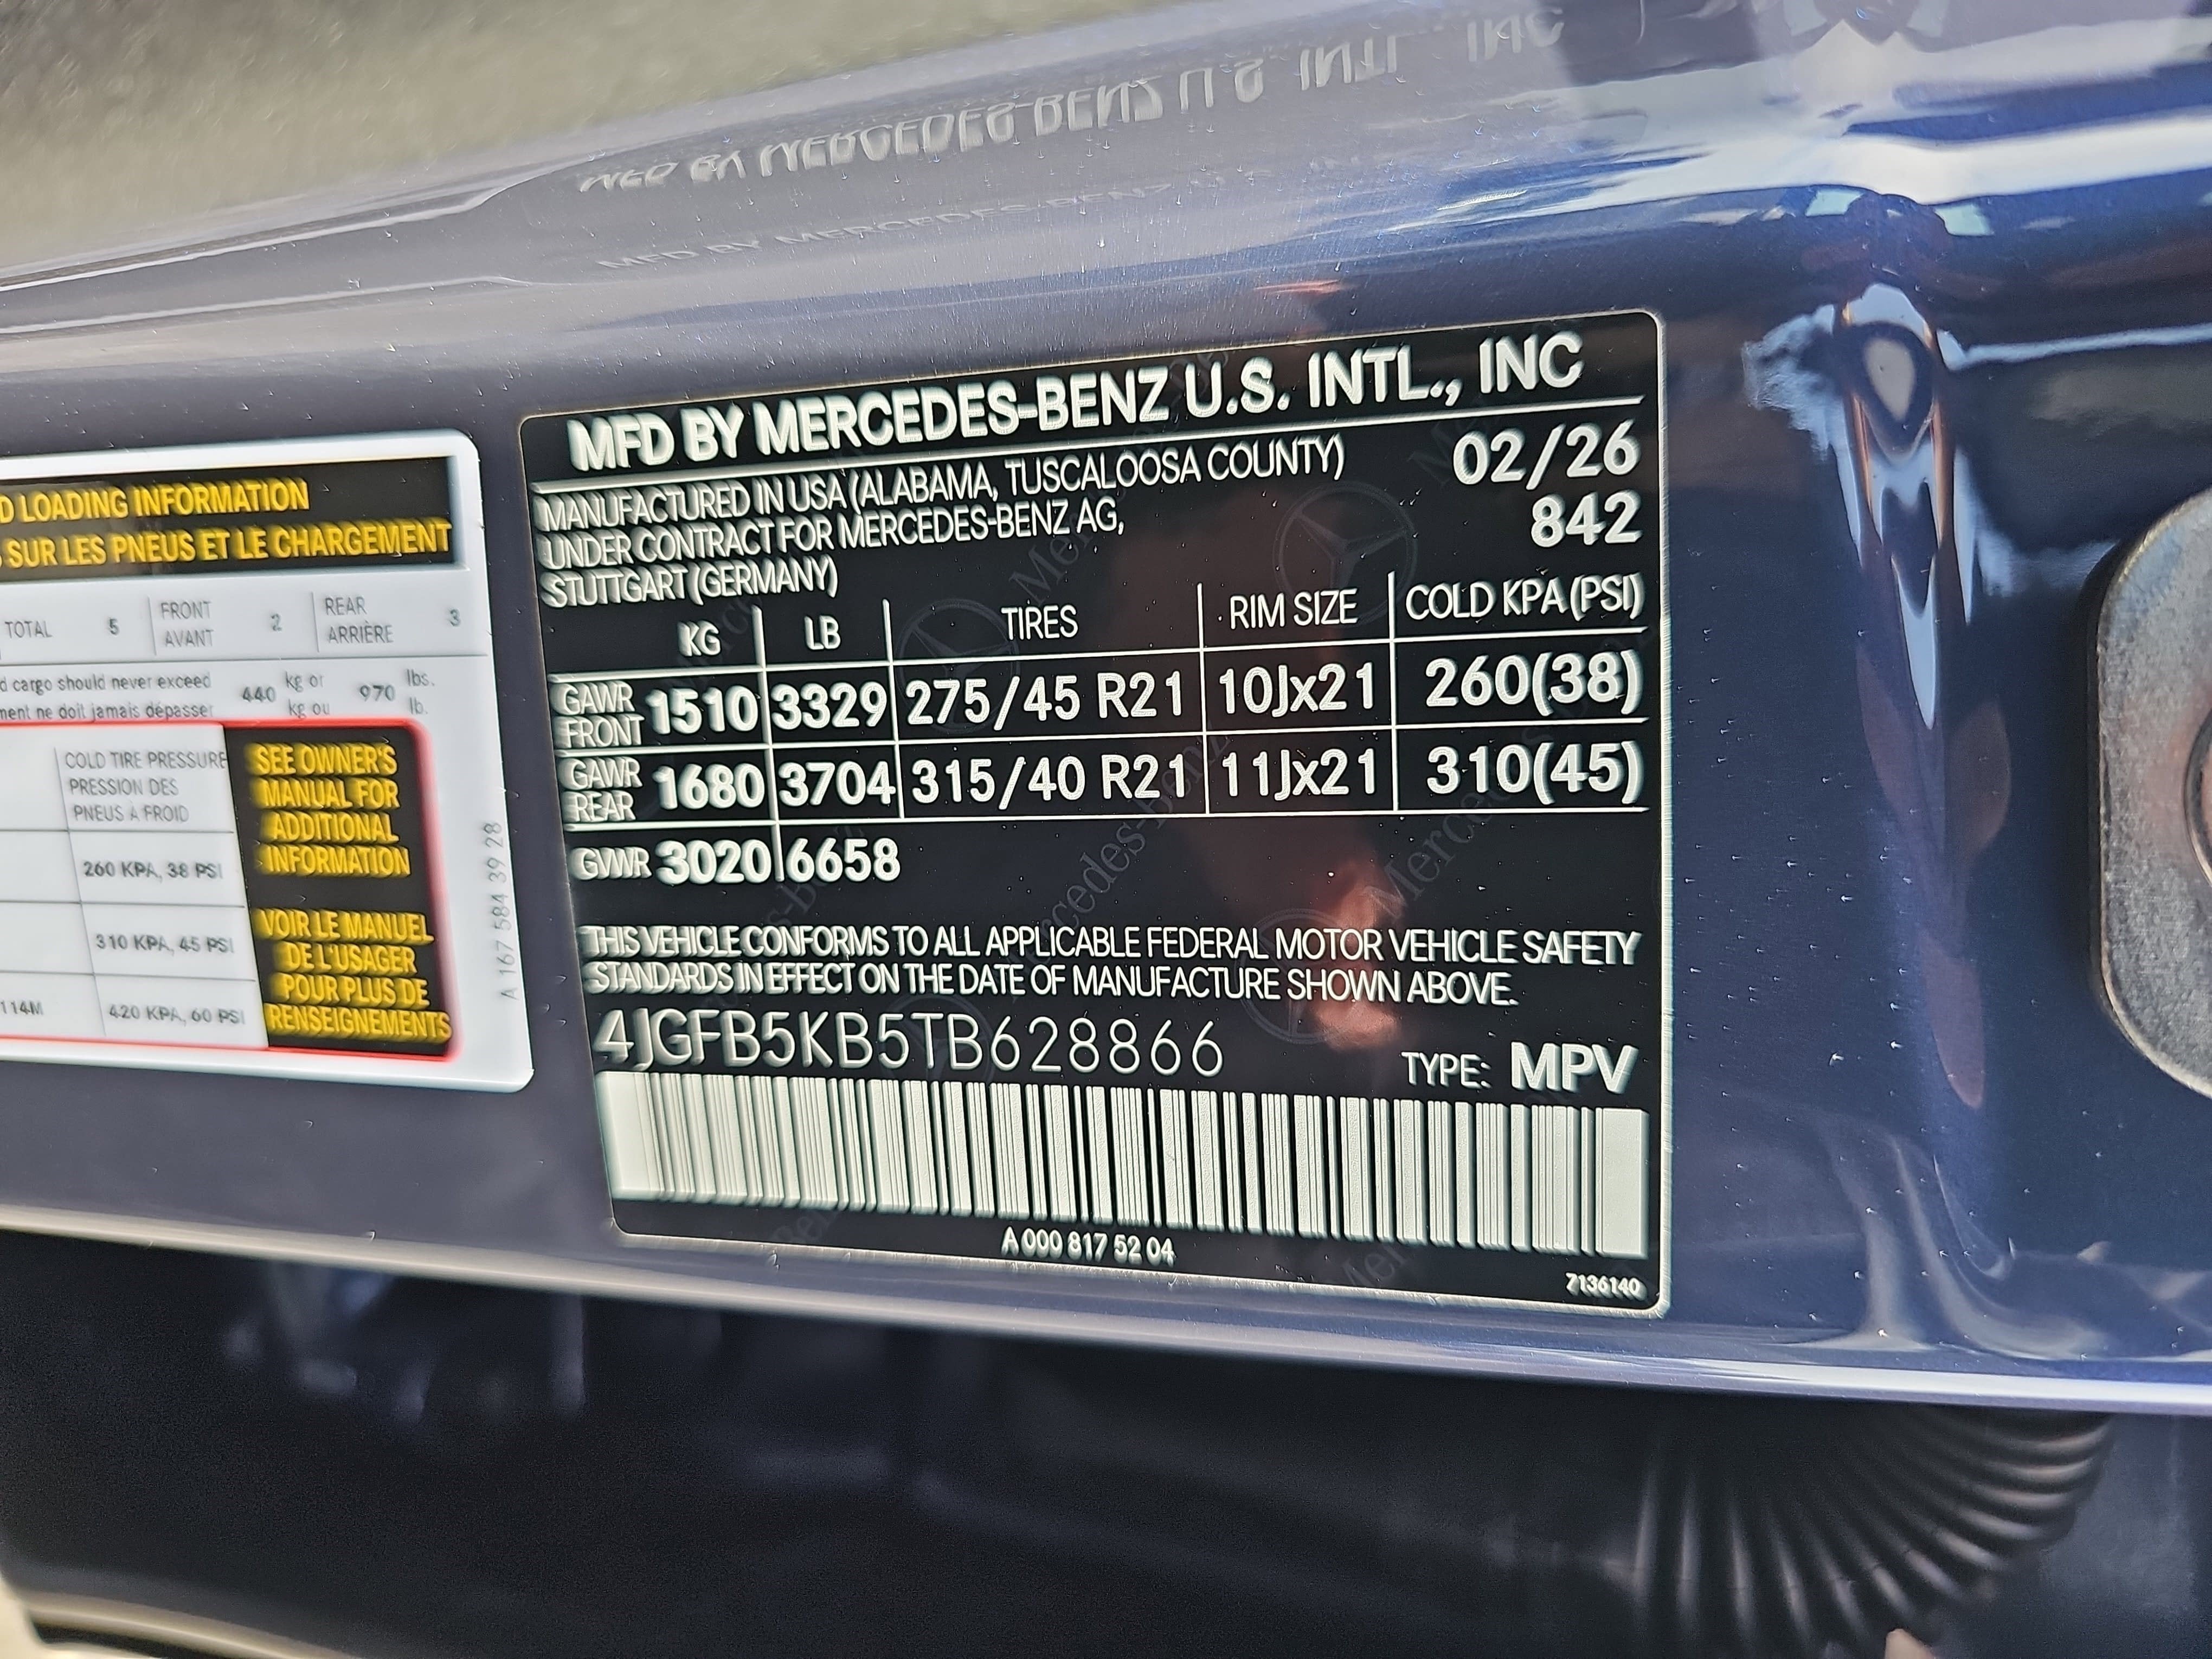 D LOADING INFORMATION
SUR LES PNEUS ET LE CHARGEMENT
TOTAL 5 FRONT AVANT 2 REAR ARRIÈRE 3
d cargo should never exceed 440 kg or 970 lbs.
ment ne doit jamais dépasser kg ou lb.
COLD TIRE PRESSURE
PRESSION DES
PNEUS A FROID
260 KPA, 38 PSI
310 KPA, 45 PSI
114M 420 KPA, 60 PSI
SEE OWNER'S
MANUAL FOR
ADDITIONAL
INFORMATION
VOIR LE MANUEL
DE L'USAGER
POUR PLUS DE
RENSEIGNEMENTS
A 167 584 39 28
MFD BY MERCEDES-BENZ U.S. INTL., INC
MANUFACTURED IN USA (ALABAMA, TUSCALOOSA COUNTY) 02/26
UNDER CONTRACT FOR MERCEDES-BENZ AG, 842
STUTTGART (GERMANY)
KG LB TIRES RIM SIZE COLD KPA (PSI)
GAWR FRONT 1510 3329 275/45 R21 10Jx21 260(38)
GAWR REAR 1680 3704 315/40 R21 11Jx21 310(45)
GVWR 3020 6658
THIS VEHICLE CONFORMS TO ALL APPLICABLE FEDERAL MOTOR VEHICLE SAFETY
STANDARDS IN EFFECT ON THE DATE OF MANUFACTURE SHOWN ABOVE.
4JGFB5KB5TB628866 TYPE: MPV
A 000 817 52 04
7136140